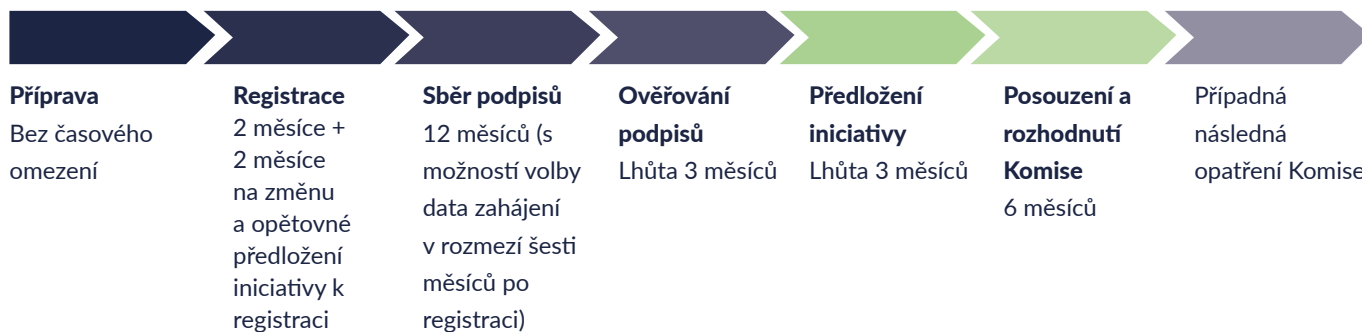 Příprava
Bez časového
omezení
Registrace
2 měsíce +
2 měsíce
na změnu
a opětovné
předložení
iniciativy k
registraci
Sběr podpisů
12 měsíců (s
možností volby
data zahájení
v rozmezí šesti
měsíců po
registraci)
Ověřování
podpisů
Lhůta 3 měsíců
Předložení
iniciativy
Lhůta 3 měsíců
Posouzení a
rozhodnutí
Komise
6 měsíců
Případná
následná
opatření Komise